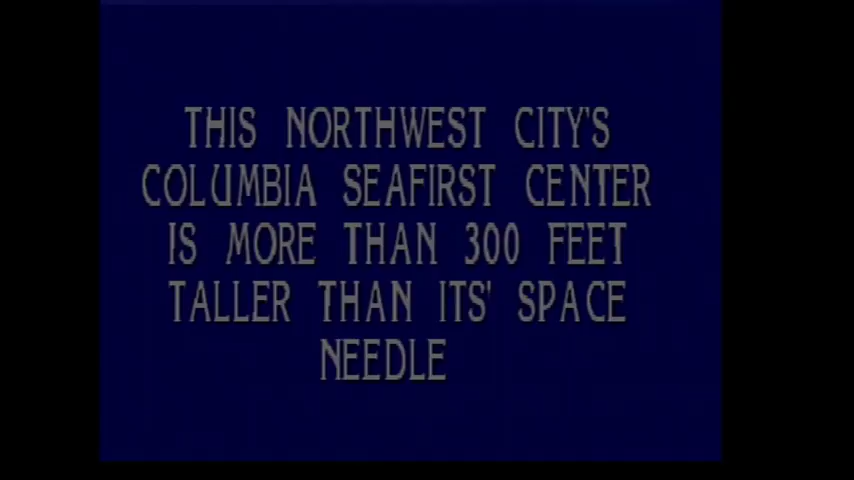 THIS NORTHWEST CITY'S
COLUMBIA SEAFIRST CENTER
IS MORE THAN 300 FEET
TALLER THAN ITS' SPACE
NEEDLE